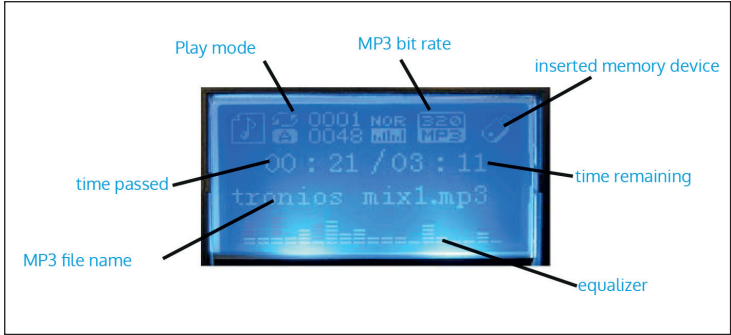 Play mode
MP3 bit rate
inserted memory device
0001 NOR 320
A 0048 MP3
00 : 21 / 03 : 11
time passed
time remaining
tronios mix1.mp3
MP3 file name
equalizer